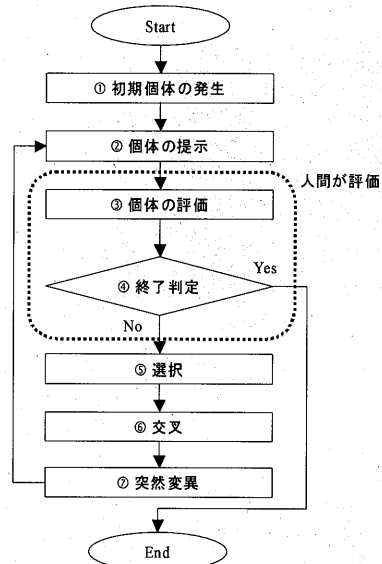 Start
① 初期個体の発生
② 個体の提示
人間が評価
③ 個体の評価
④ 終了判定
Yes
No
⑤ 選択
⑥ 交叉
⑦ 突然変異
End